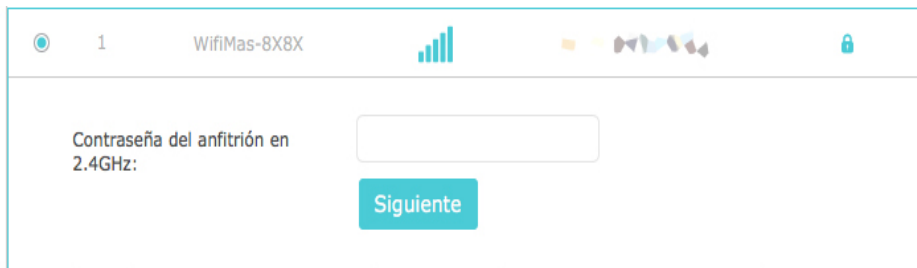 1 WifiMas-8X8X
Contraseña del anfitrión en
2.4GHz:
Siguiente